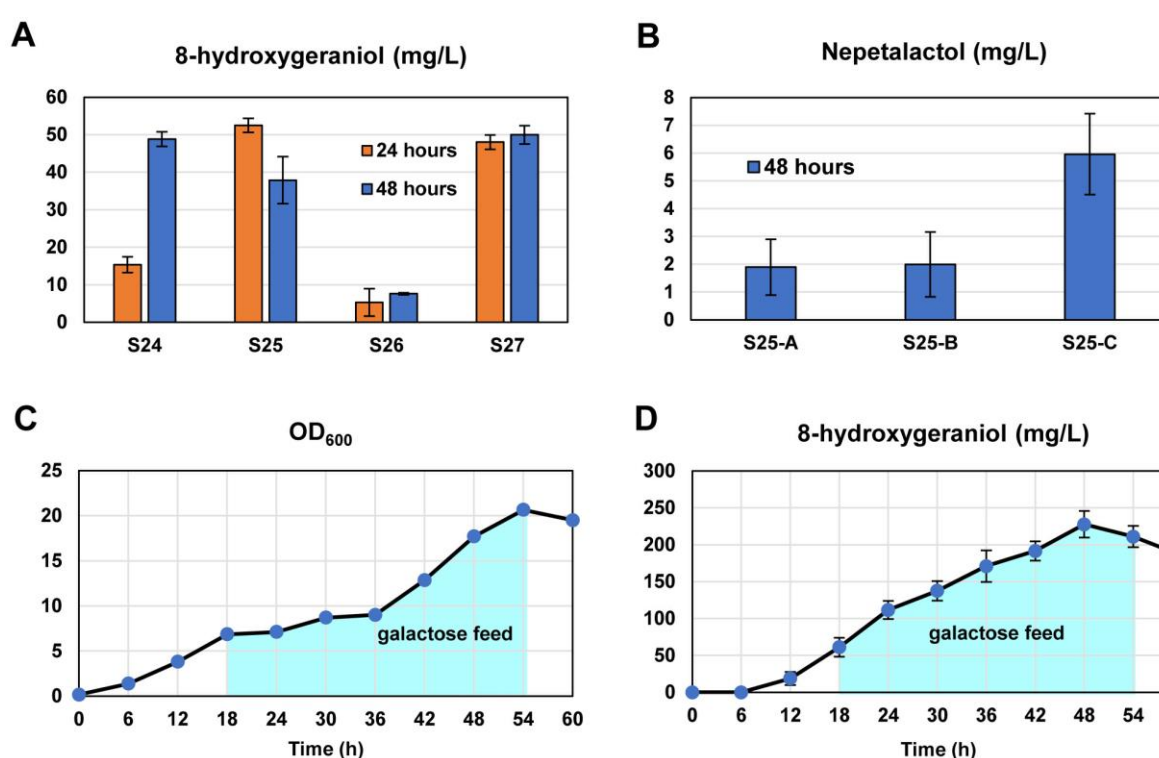 A
8-hydroxygeraniol (mg/L)
60
50
40
30
20
10
0
24 hours
48 hours
S24 S25 S26 S27
B
Nepetalactol (mg/L)
8
7
6
5
4
3
2
1
0
48 hours
S25-A S25-B S25-C
C
OD600
25
20
15
10
5
0
galactose feed
0 6 12 18 24 30 36 42 48 54 60
Time (h)
D
8-hydroxygeraniol (mg/L)
300
250
200
150
100
50
0
galactose feed
0 6 12 18 24 30 36 42 48 54
Time (h)